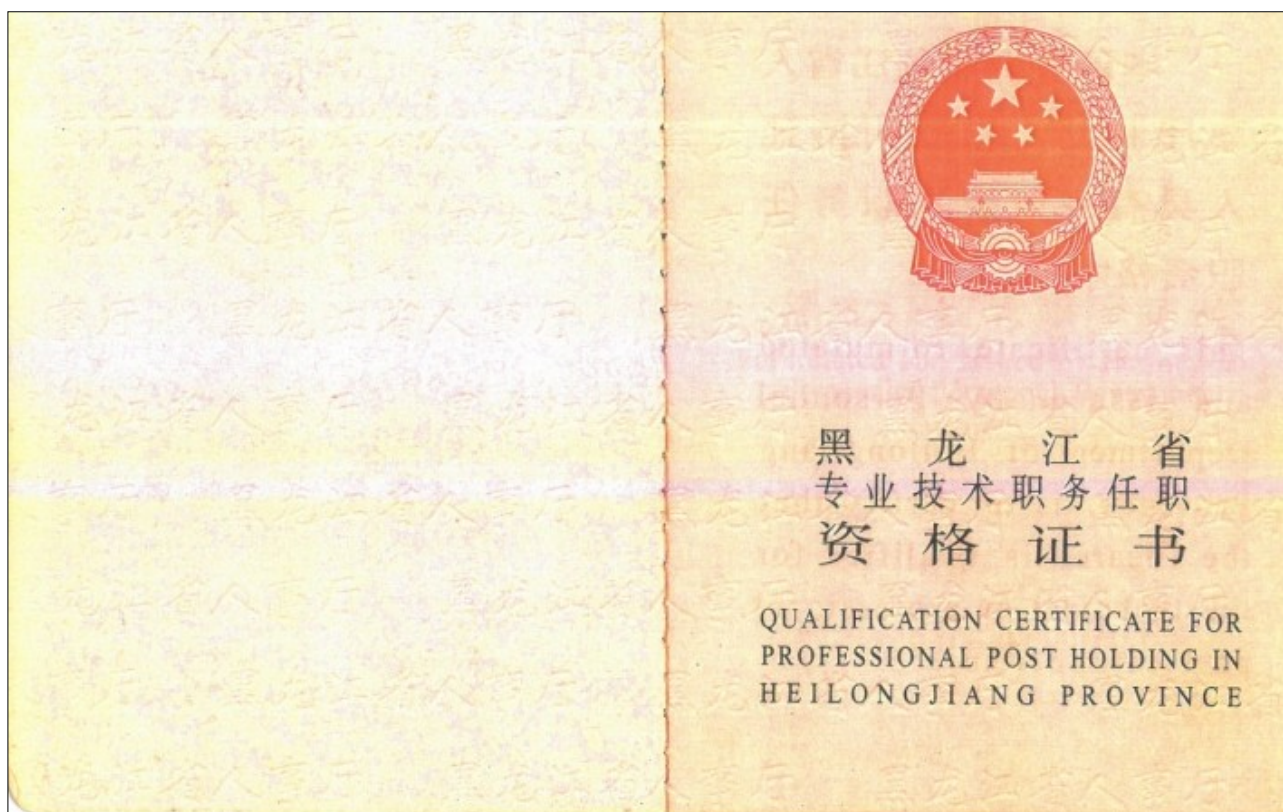 黑龙江省
专业技术职务任职
资格证书
QUALIFICATION CERTIFICATE FOR
PROFESSIONAL POST HOLDING IN
HEILONGJIANG PROVINCE